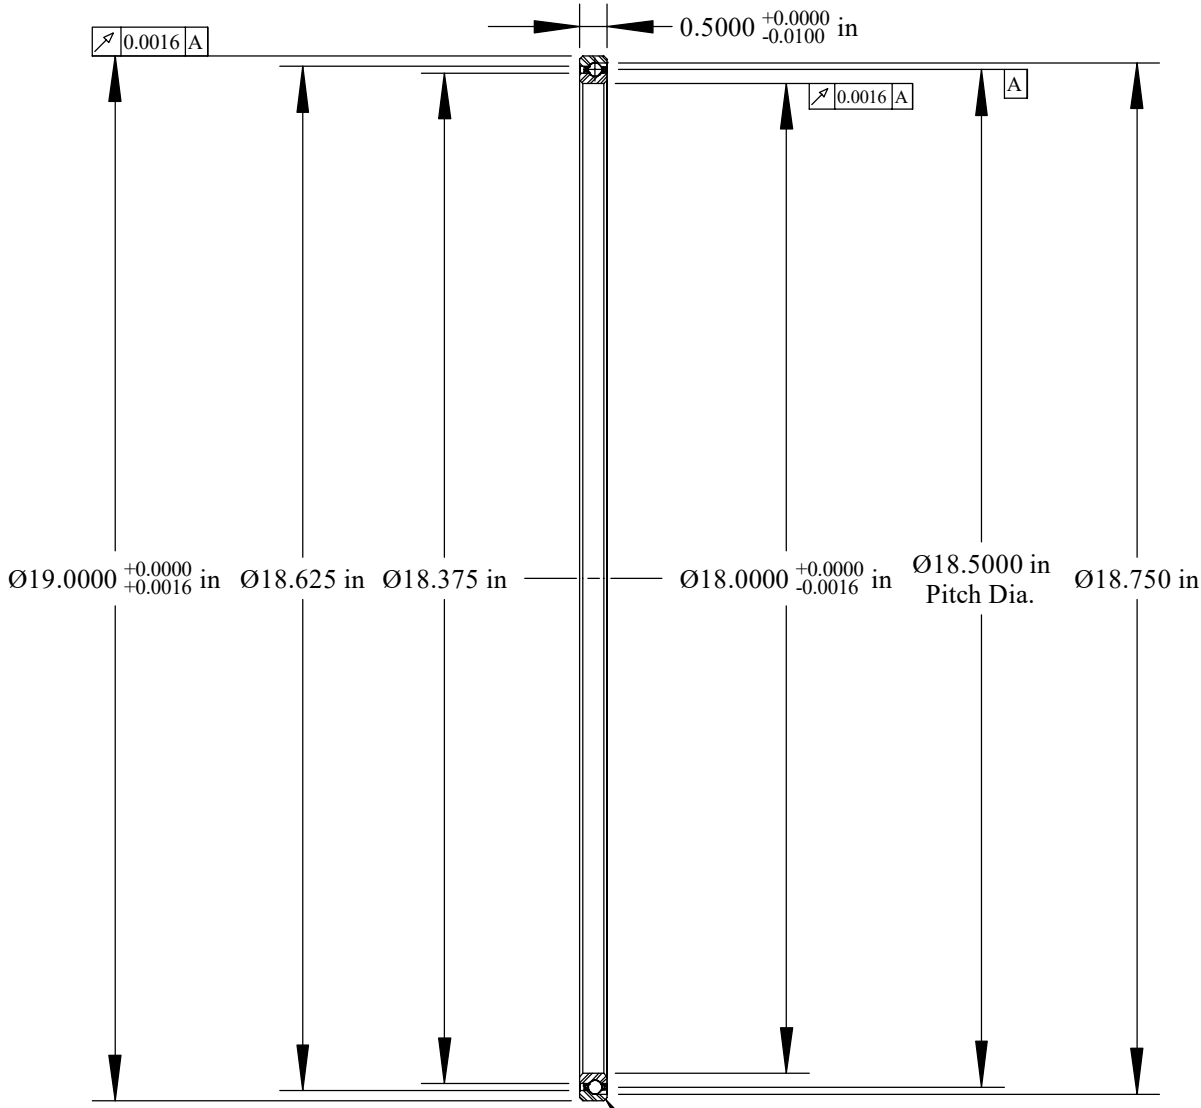 0.5000 +0.0000 -0.0100 in
0.0016 A
A
0.0016 A
Ø19.0000 +0.0000 +0.0016 in
Ø18.625 in
Ø18.375 in
Ø18.0000 +0.0000 -0.0016 in
Ø18.5000 in
Pitch Dia.
Ø18.750 in